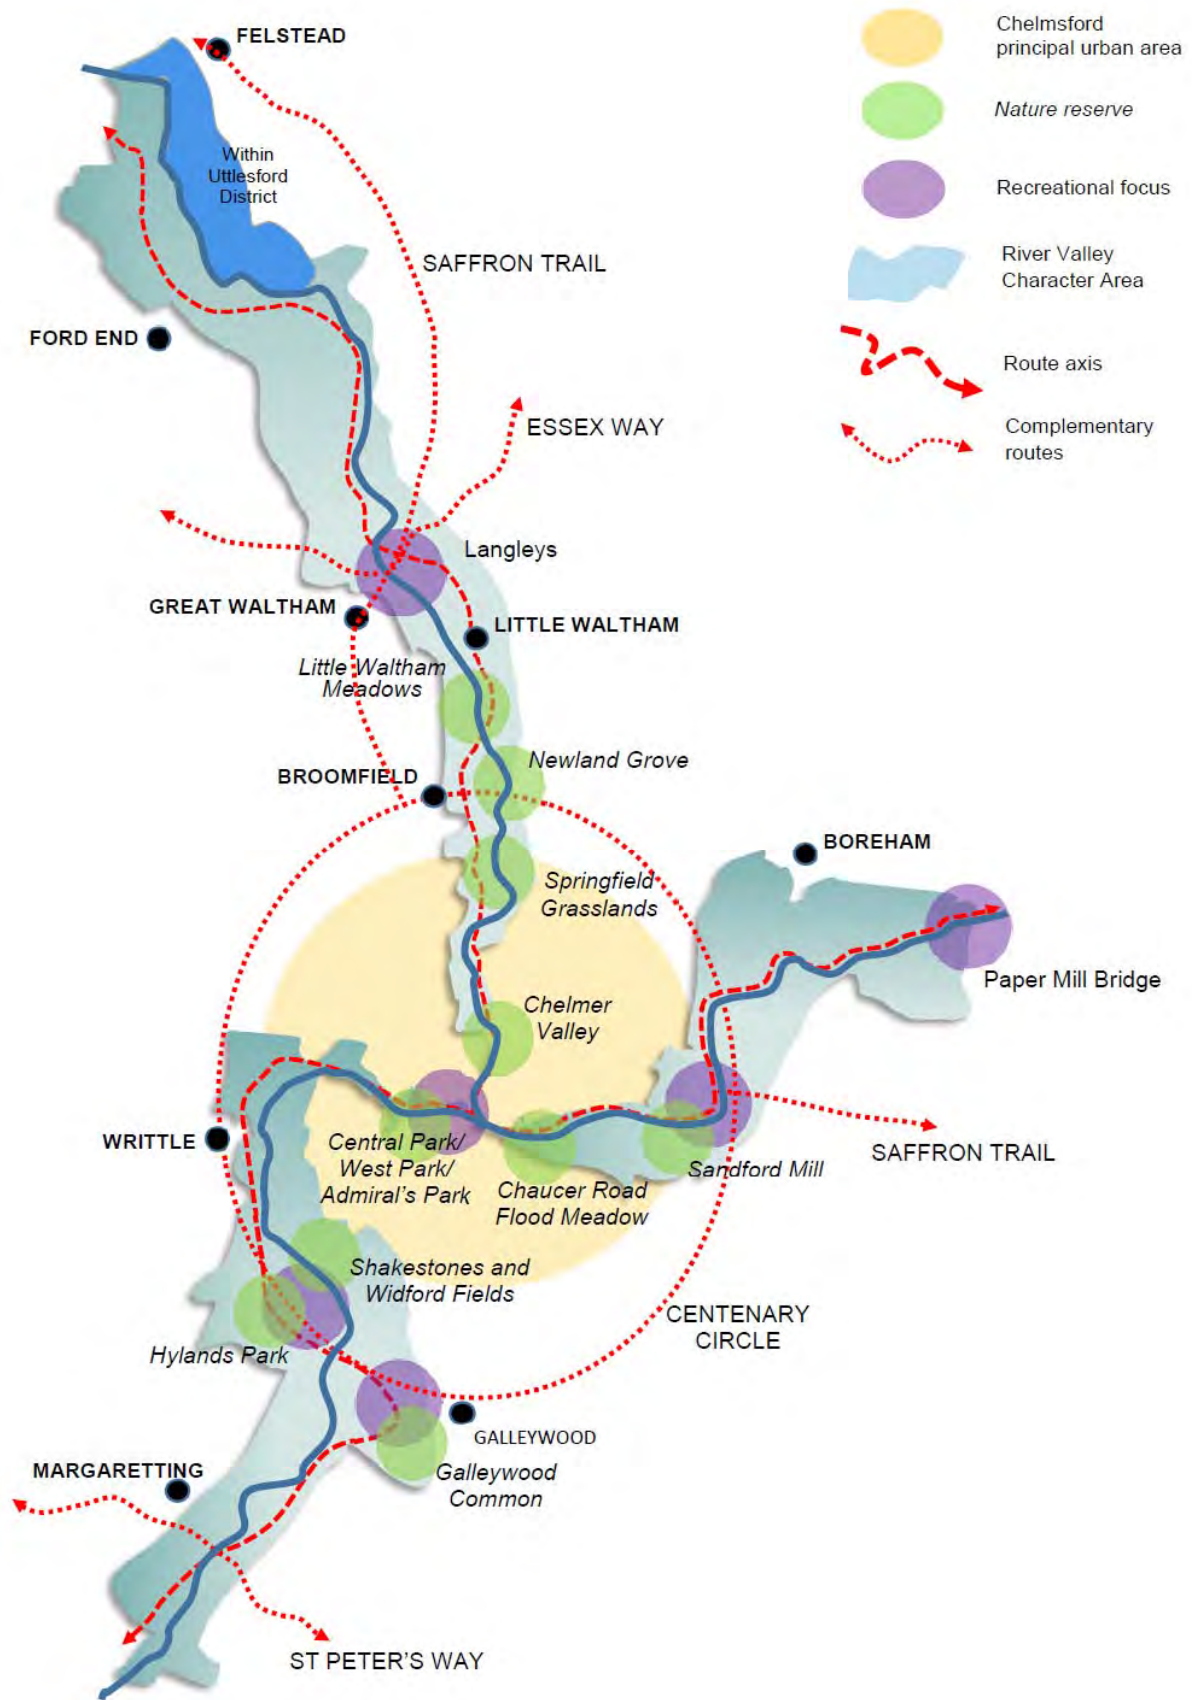 FELSTEAD
Chelmsford
principal urban area
Nature reserve
Within
Uttlesford
District
Recreational focus
SAFFRON TRAIL
River Valley
Character Area
FORD END
Route axis
ESSEX WAY
Complementary
routes
Langleys
GREAT WALTHAM
LITTLE WALTHAM
Little Waltham
Meadows
Newland Grove
BROOMFIELD
BOREHAM
Springfield
Grasslands
Paper Mill Bridge
Chelmer
Valley
WRITTLE
Central Park/
West Park/
Admiral's Park
Chaucer Road
Flood Meadow
Sandford Mill
SAFFRON TRAIL
Shakestones and
Widford Fields
CENTENARY
CIRCLE
Hylands Park
GALLEYWOOD
Galleywood
Common
MARGARETTING
ST PETER'S WAY